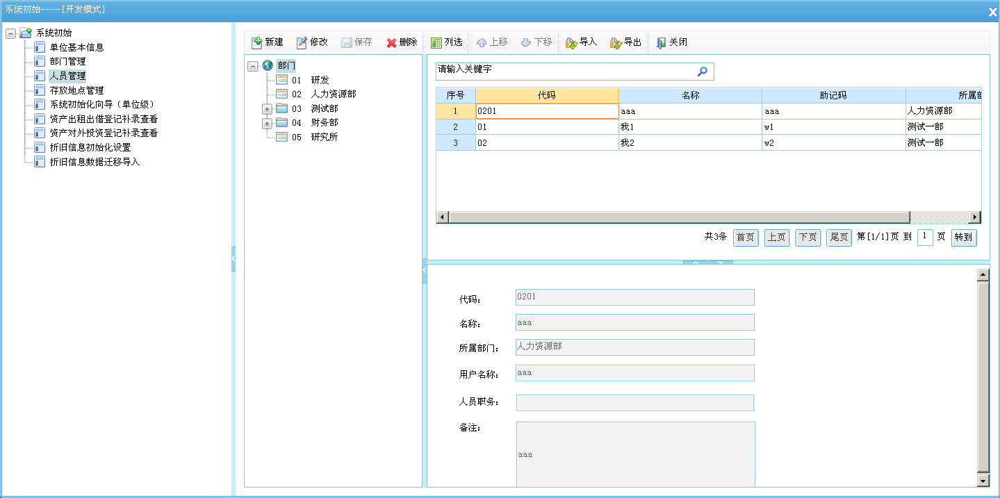 系统初始----[开发模式]
系统初始
单位基本信息
部门管理
人员管理
存放地点管理
系统初始化向导（单位级）
资产出租出借登记补录查看
资产对外投资登记补录查看
折旧信息初始化设置
折旧信息数据迁移导入
新建 修改 保存 删除 列选 上移 下移 导入 导出 关闭
部门
01 研发
02 人力资源部
03 测试部
04 财务部
05 研究所
请输入关键字
序号 代码 名称 助记码 所属部
1 0201 aaa aaa 人力资源部
2 01 我1 w1 测试一部
3 02 我2 w2 测试一部
共3条 首页 上页 下页 尾页 第[1/1]页 到 1 页 转到
代码： 0201
名称： aaa
所属部门： 人力资源部
用户名称： aaa
人员职务：
备注：
aaa